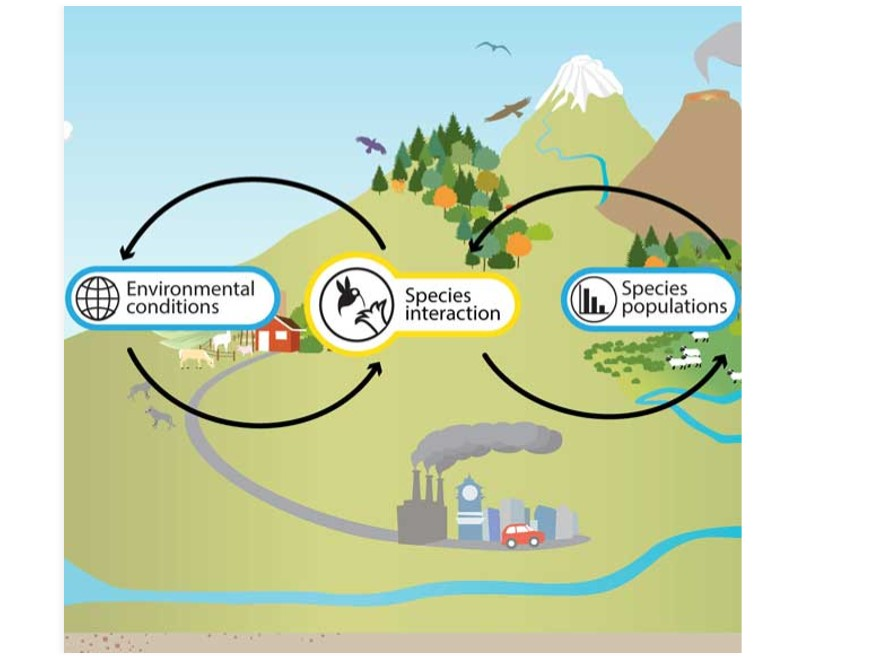 Environmental
conditions
Species
interaction
Species
populations